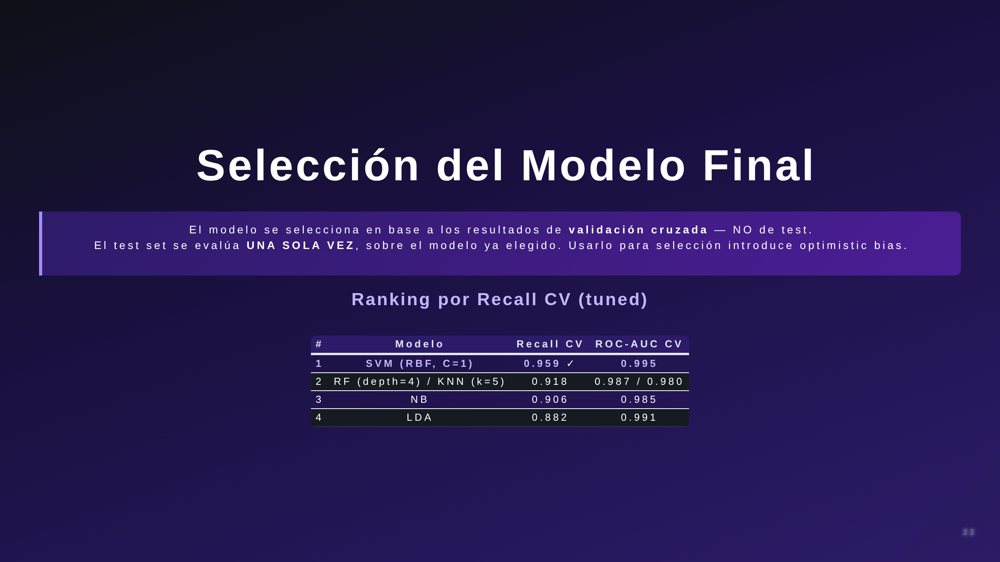 Selección del Modelo Final
El modelo se selecciona en base a los resultados de validación cruzada — NO de test.
El test set se evalúa UNA SOLA VEZ, sobre el modelo ya elegido. Usarlo para selección introduce optimistic bias.
Ranking por Recall CV (tuned)
# Modelo Recall CV ROC-AUC CV
1 SVM (RBF, C=1) 0.959 ✓ 0.995
2 RF (depth=4) / KNN (k=5) 0.918 0.987 / 0.980
3 NB 0.906 0.985
4 LDA 0.882 0.991
22